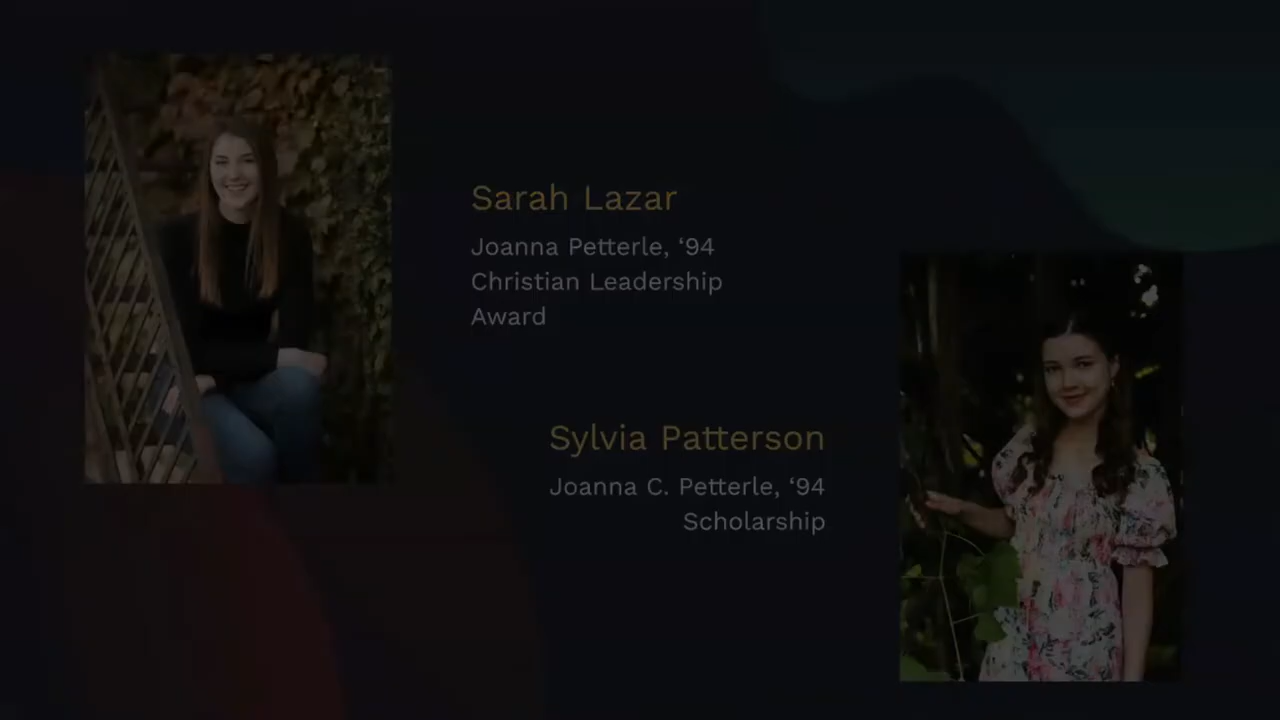 Sarah Lazar
Joanna Petterle, ‘94
Christian Leadership
Award
Sylvia Patterson
Joanna C. Petterle, ‘94
Scholarship